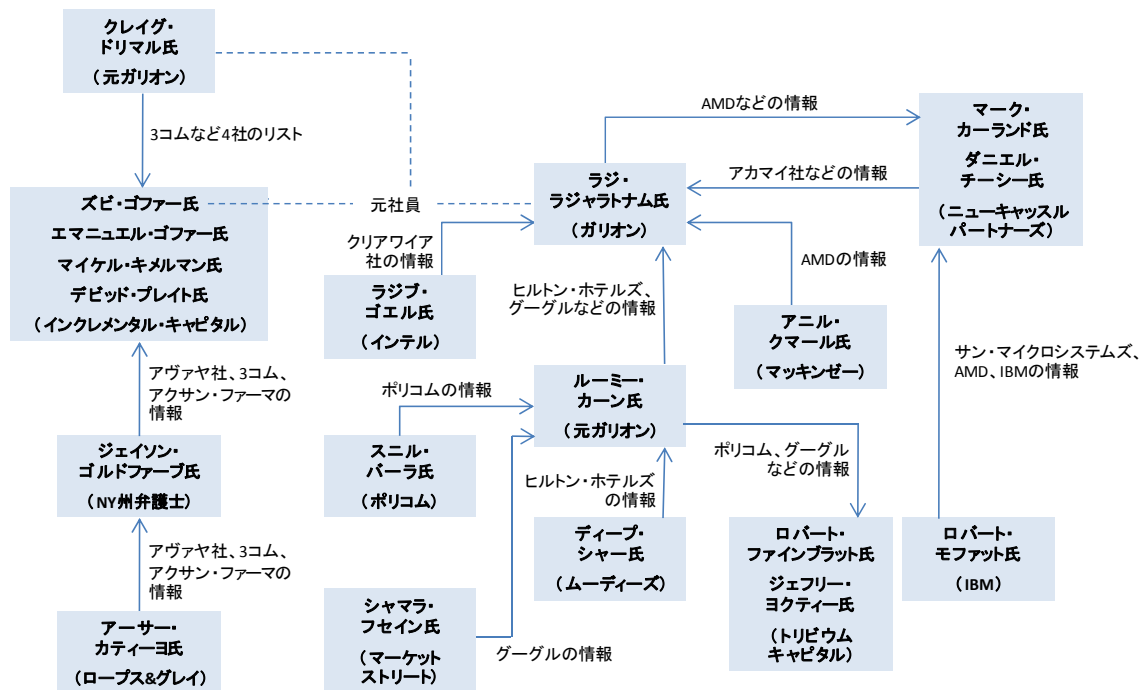 クレイグ・
ドリマル氏
（元ガリオン）
3コムなど4社のリスト
ズビ・ゴファー氏
エマニュエル・ゴファー氏
マイケル・キメルマン氏
デビッド・プレイト氏
（インクレメンタル・キャピタル）
元社員
アヴァヤ社、3コム、
アクサン・ファーマの
情報
ジェイソン・
ゴルドファーブ氏
（NY州弁護士）
アヴァヤ社、3コム、
アクサン・ファーマの
情報
アーサー・
カティーヨ氏
（ロープス&グレイ）
AMDなどの情報
アカマイ社などの情報
ラジ・
ラジャラトナム氏
（ガリオン）
マーク・
カーランド氏
ダニエル・
チーシー氏
（ニューキャッスル
パートナーズ）
クリアワイア
社の情報
ラジブ・
ゴエル氏
（インテル）
ヒルトン・ホテルズ、
グーグルなどの情報
AMDの情報
アニル・
クマール氏
（マッキンゼー）
サン・マイクロシステムズ、
AMD、IBMの情報
ポリコムの情報
ルーミー・
カーン氏
（元ガリオン）
スニル・
バーラ氏
（ポリコム）
ヒルトン・ホテルズ
の情報
ポリコム、グーグル
などの情報
ディープ・
シャー氏
（ムーディーズ）
ロバート・
ファインブラット氏
ジェフリー・
ヨクティー氏
（トリビウム
キャピタル）
ロバート・
モファット氏
（IBM）
シャマラ・
フセイン氏
（マーケット
ストリート）
グーグルの情報